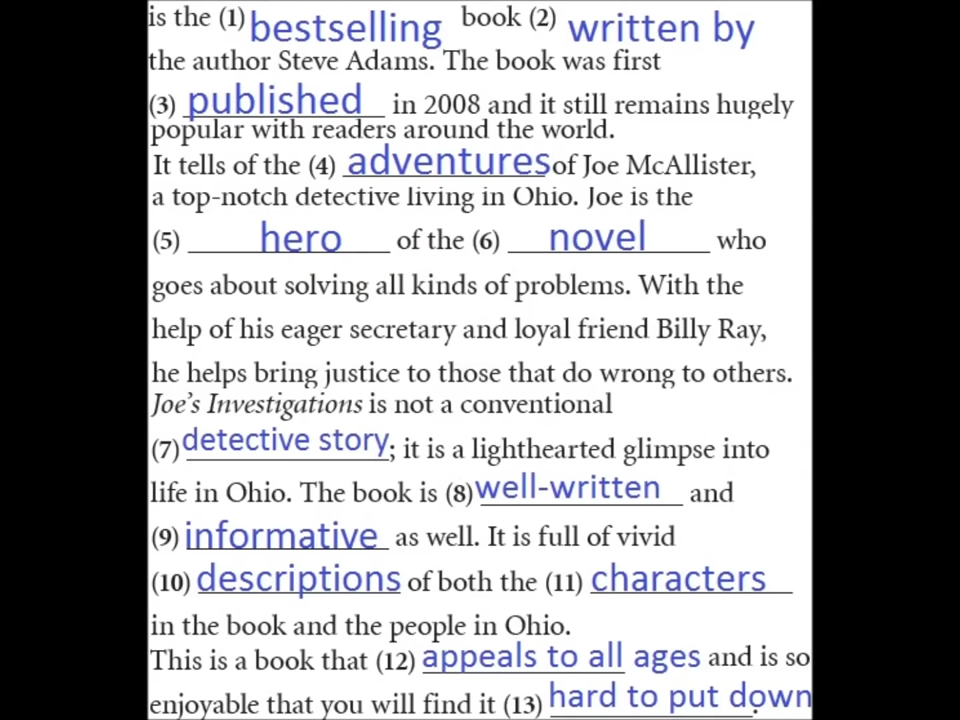 is the (1) bestselling book (2) written by
the author Steve Adams. The book was first
(3) published in 2008 and it still remains hugely
popular with readers around the world.
It tells of the (4) adventures of Joe McAllister,
a top-notch detective living in Ohio. Joe is the
(5) hero of the (6) novel who
goes about solving all kinds of problems. With the
help of his eager secretary and loyal friend Billy Ray,
he helps bring justice to those that do wrong to others.
Joe's Investigations is not a conventional
(7) detective story; it is a lighthearted glimpse into
life in Ohio. The book is (8) well-written and
(9) informative as well. It is full of vivid
(10) descriptions of both the (11) characters
in the book and the people in Ohio.
This is a book that (12) appeals to all ages and is so
enjoyable that you will find it (13) hard to put down.